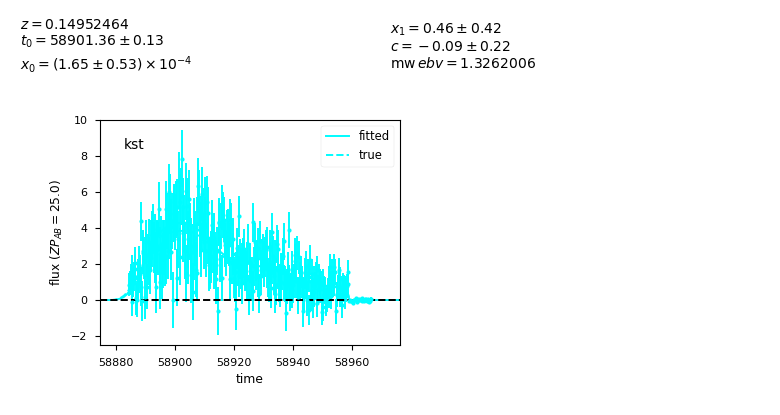 z = 0.14952464
t₀ = 58901.36 ± 0.13
x₀ = (1.65 ± 0.53) × 10⁻⁴
x₁ = 0.46 ± 0.42
c = −0.09 ± 0.22
mw ebv = 1.3262006
kst
fitted
true
flux (ZP_AB = 25.0)
10
8
6
4
2
0
−2
58880
58900
58920
58940
58960
time